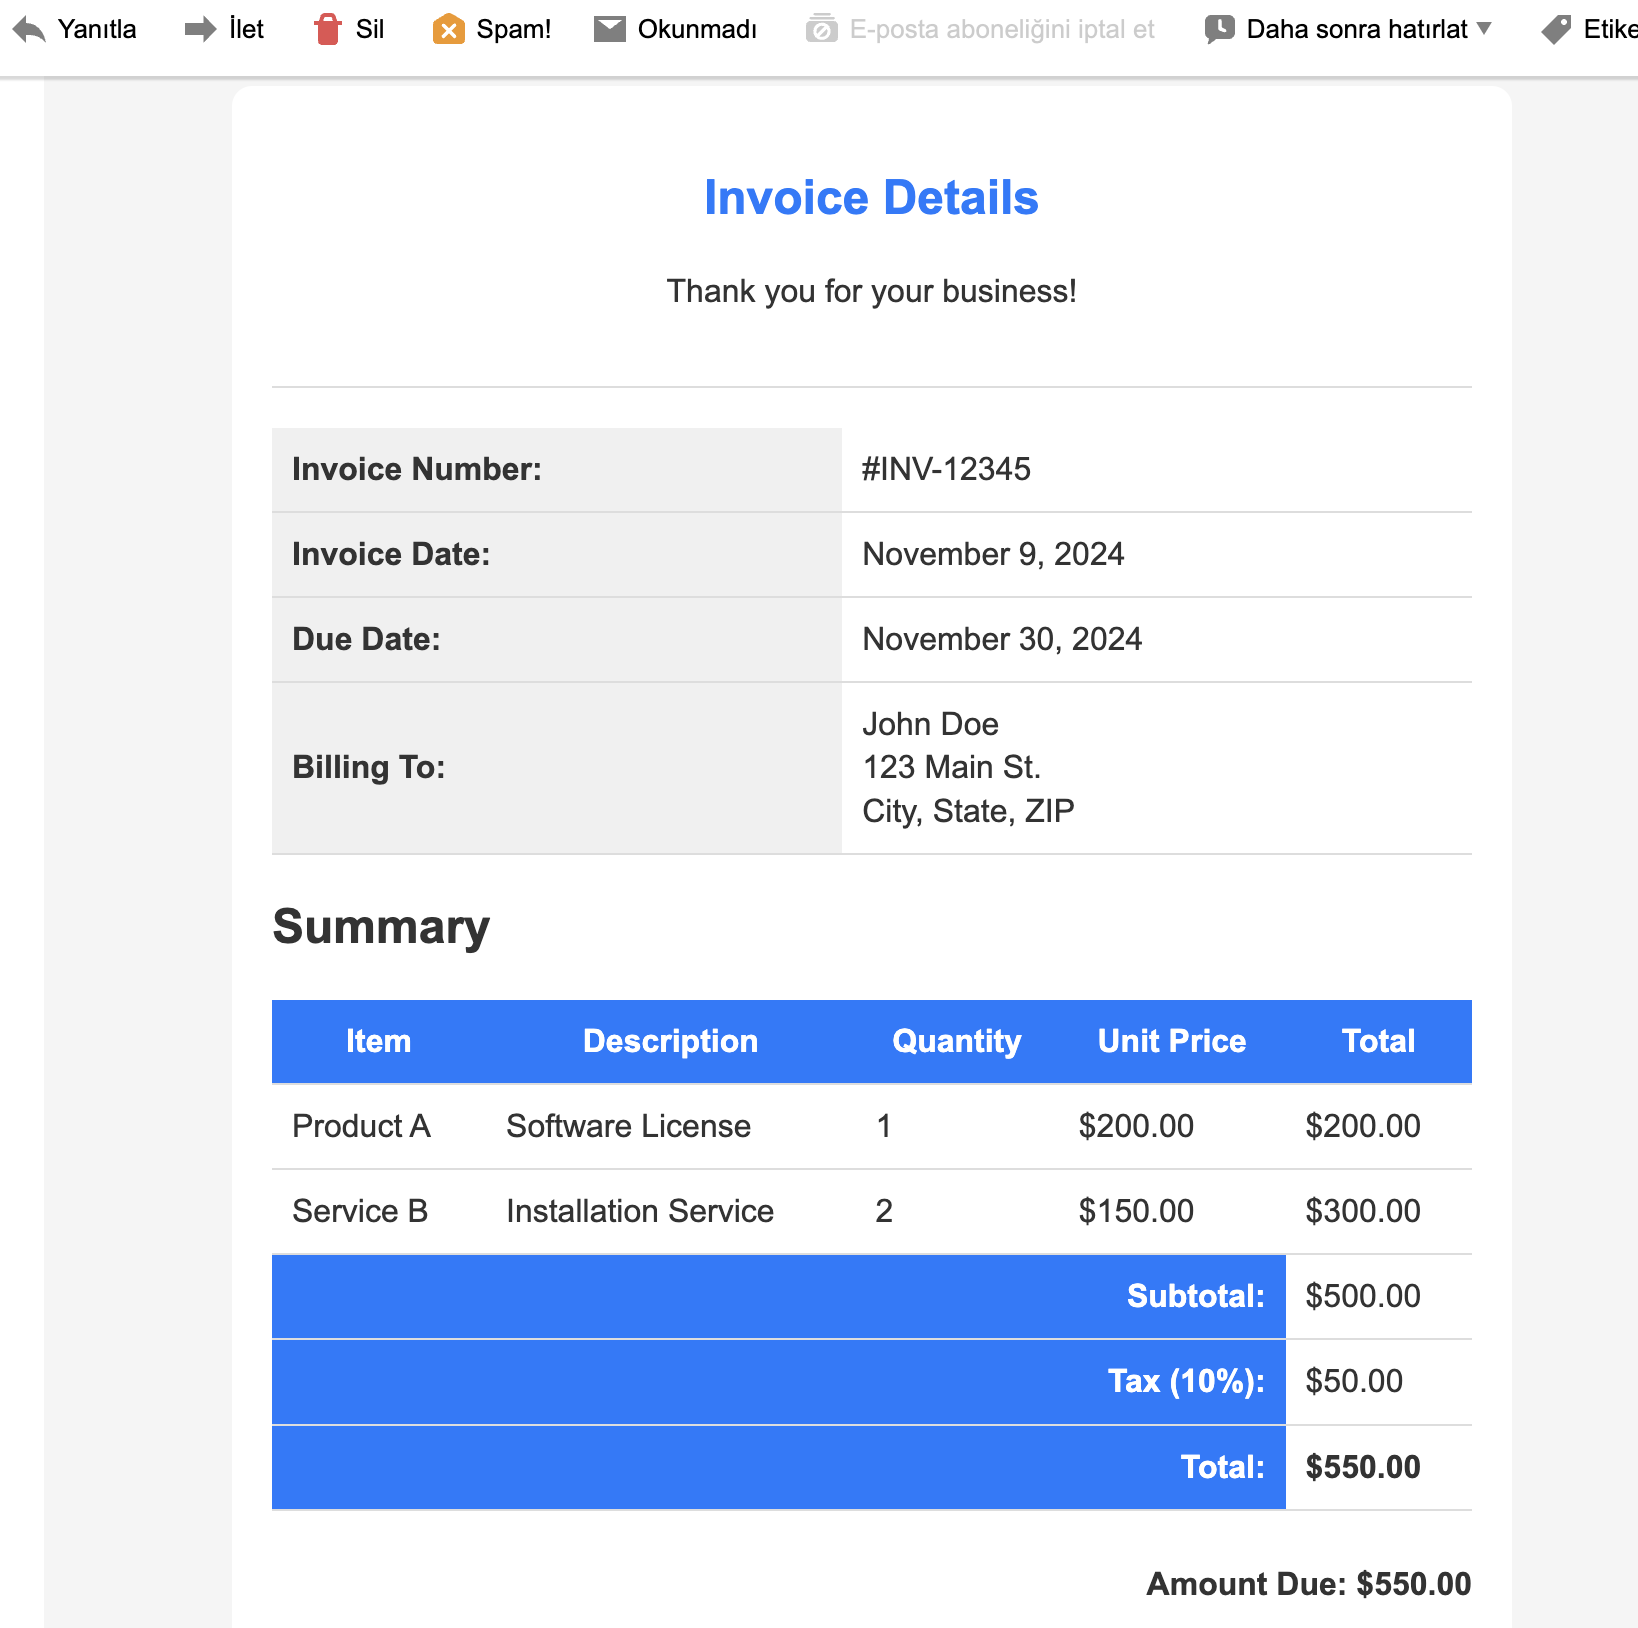 Yanıtla İlet Sil Spam! Okunmadı E-posta aboneliğini iptal et Daha sonra hatırlat Etike
Invoice Details
Thank you for your business!
Invoice Number: #INV-12345
Invoice Date: November 9, 2024
Due Date: November 30, 2024
Billing To: John Doe
123 Main St.
City, State, ZIP
Summary
Item Description Quantity Unit Price Total
Product A Software License 1 $200.00 $200.00
Service B Installation Service 2 $150.00 $300.00
Subtotal: $500.00
Tax (10%): $50.00
Total: $550.00
Amount Due: $550.00